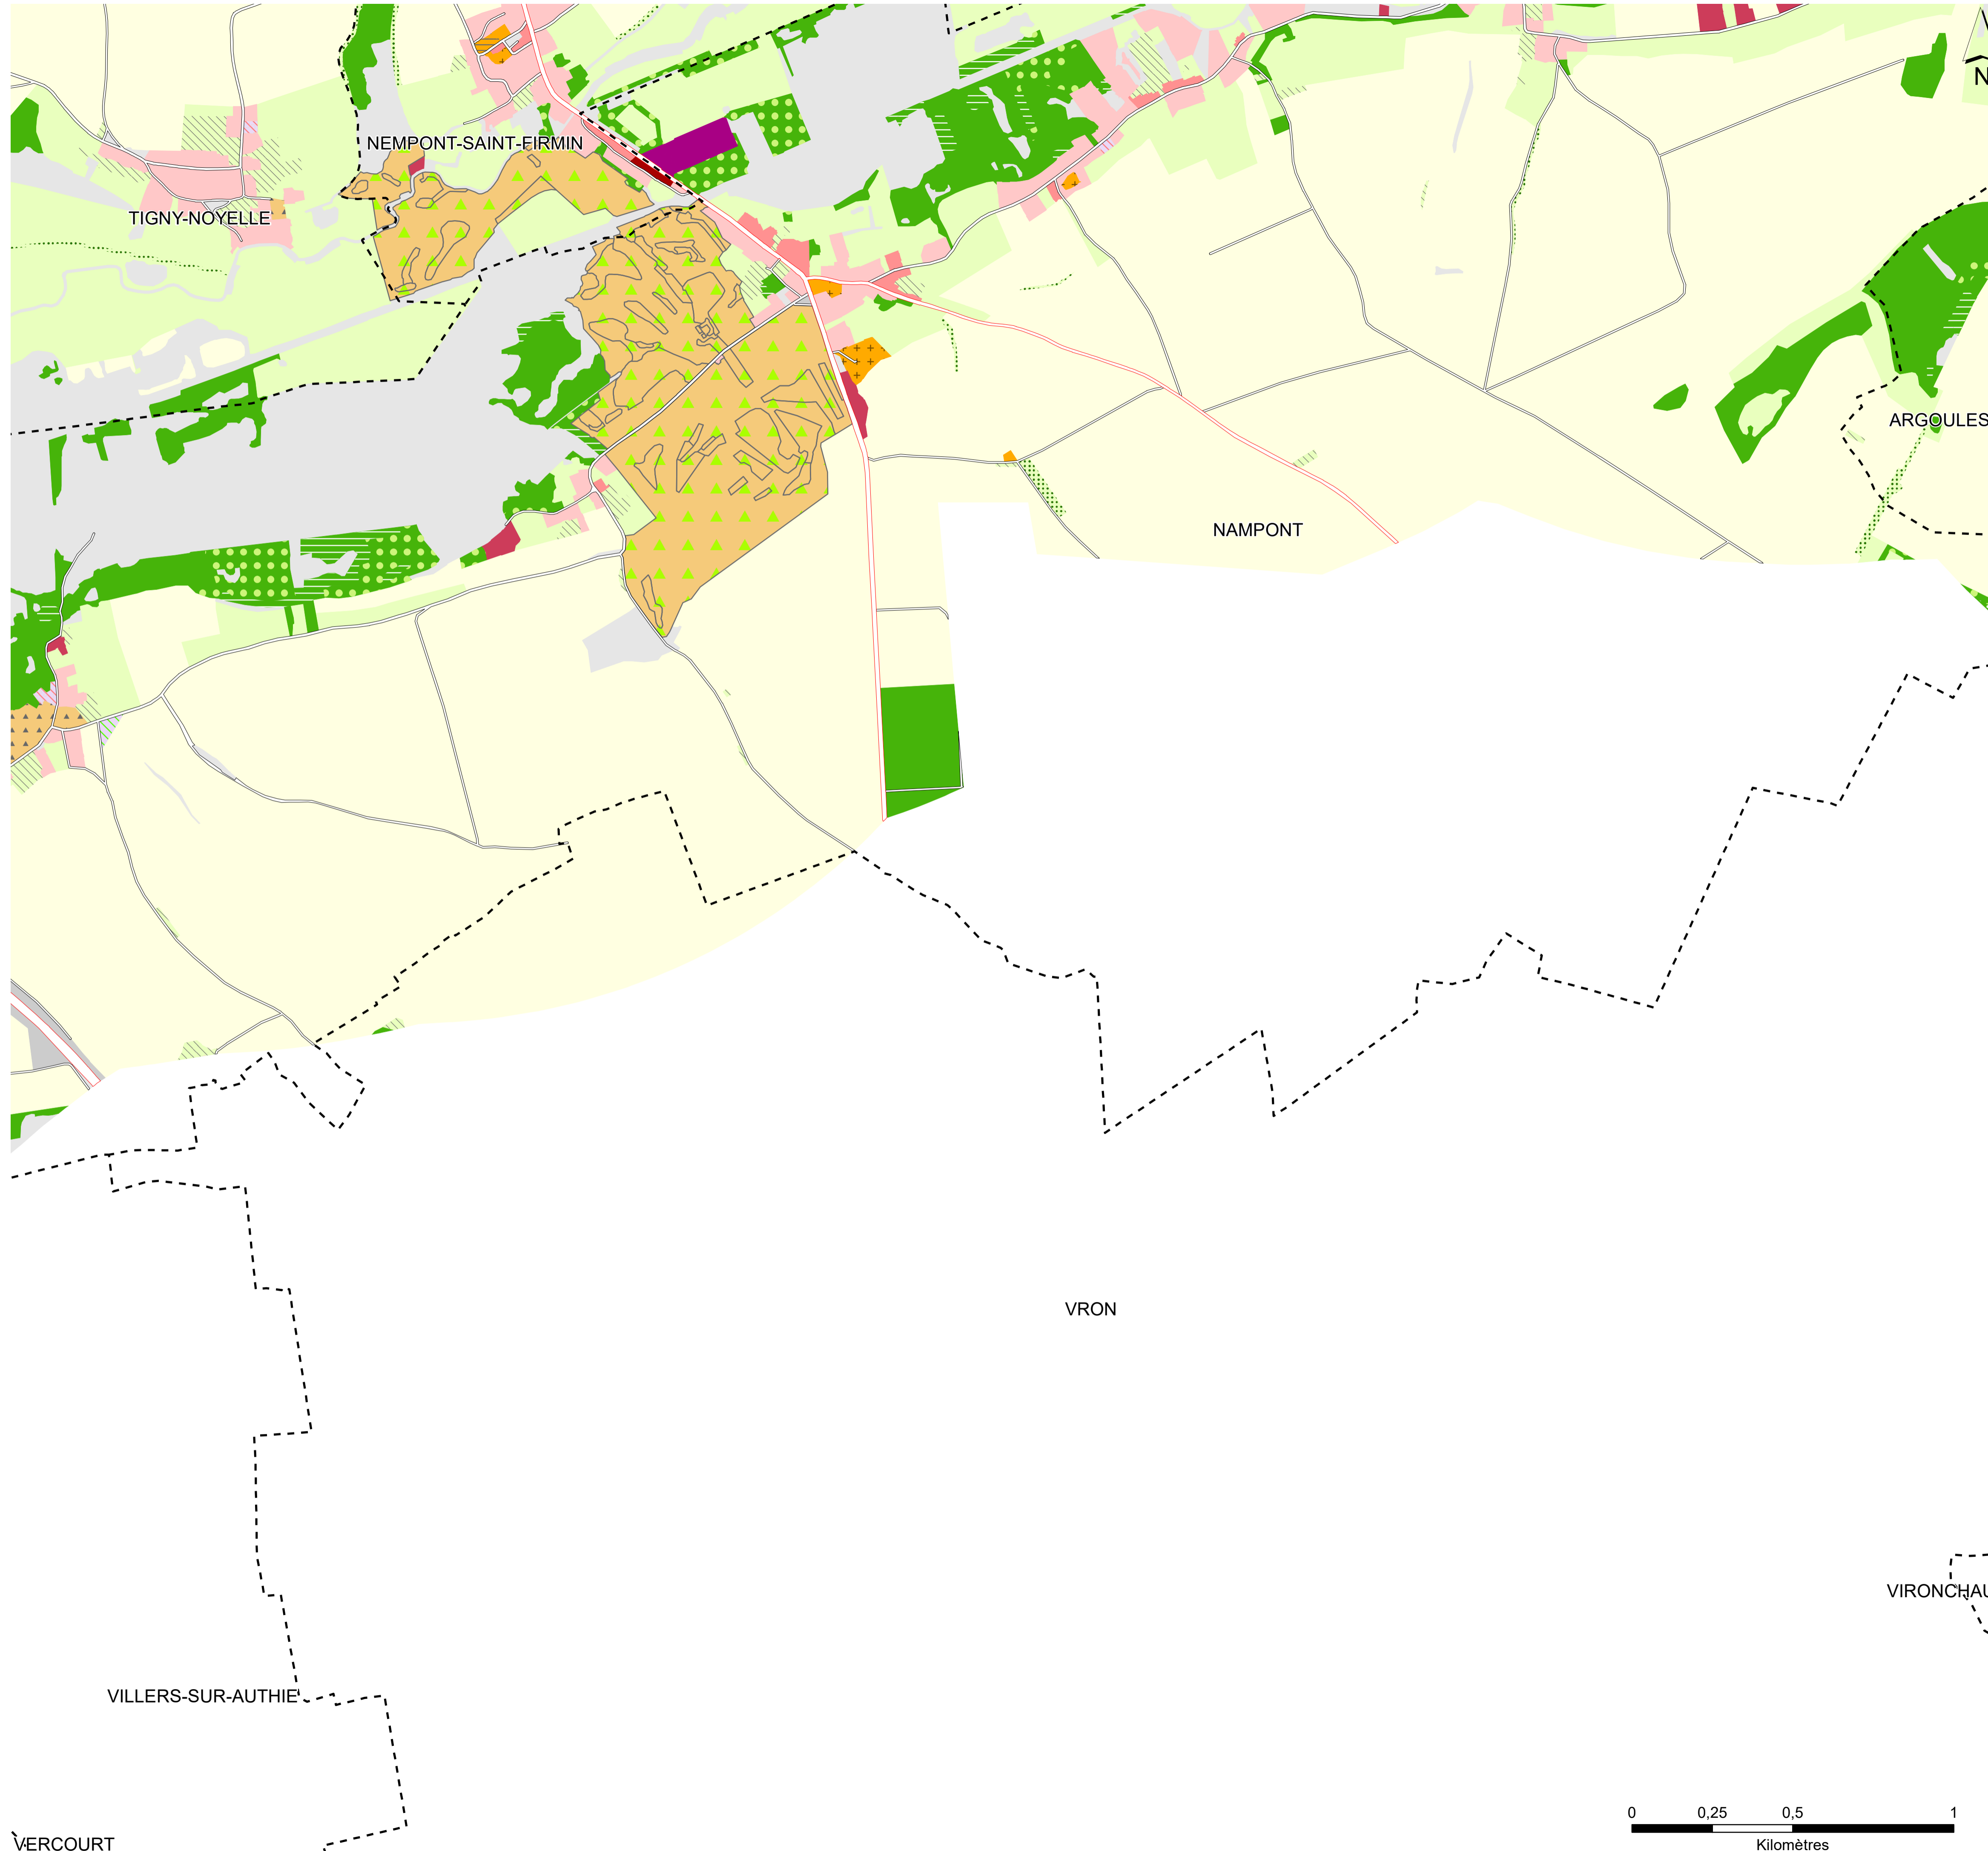 N
NEMPONT-SAINT-FIRMIN
TIGNY-NOYELLE
ARGOULES
NAMPONT
VRON
VIRONCHAU
VILLERS-SUR-AUTHIE
VERCOURT
0 0,25 0,5 1
Kilomètres